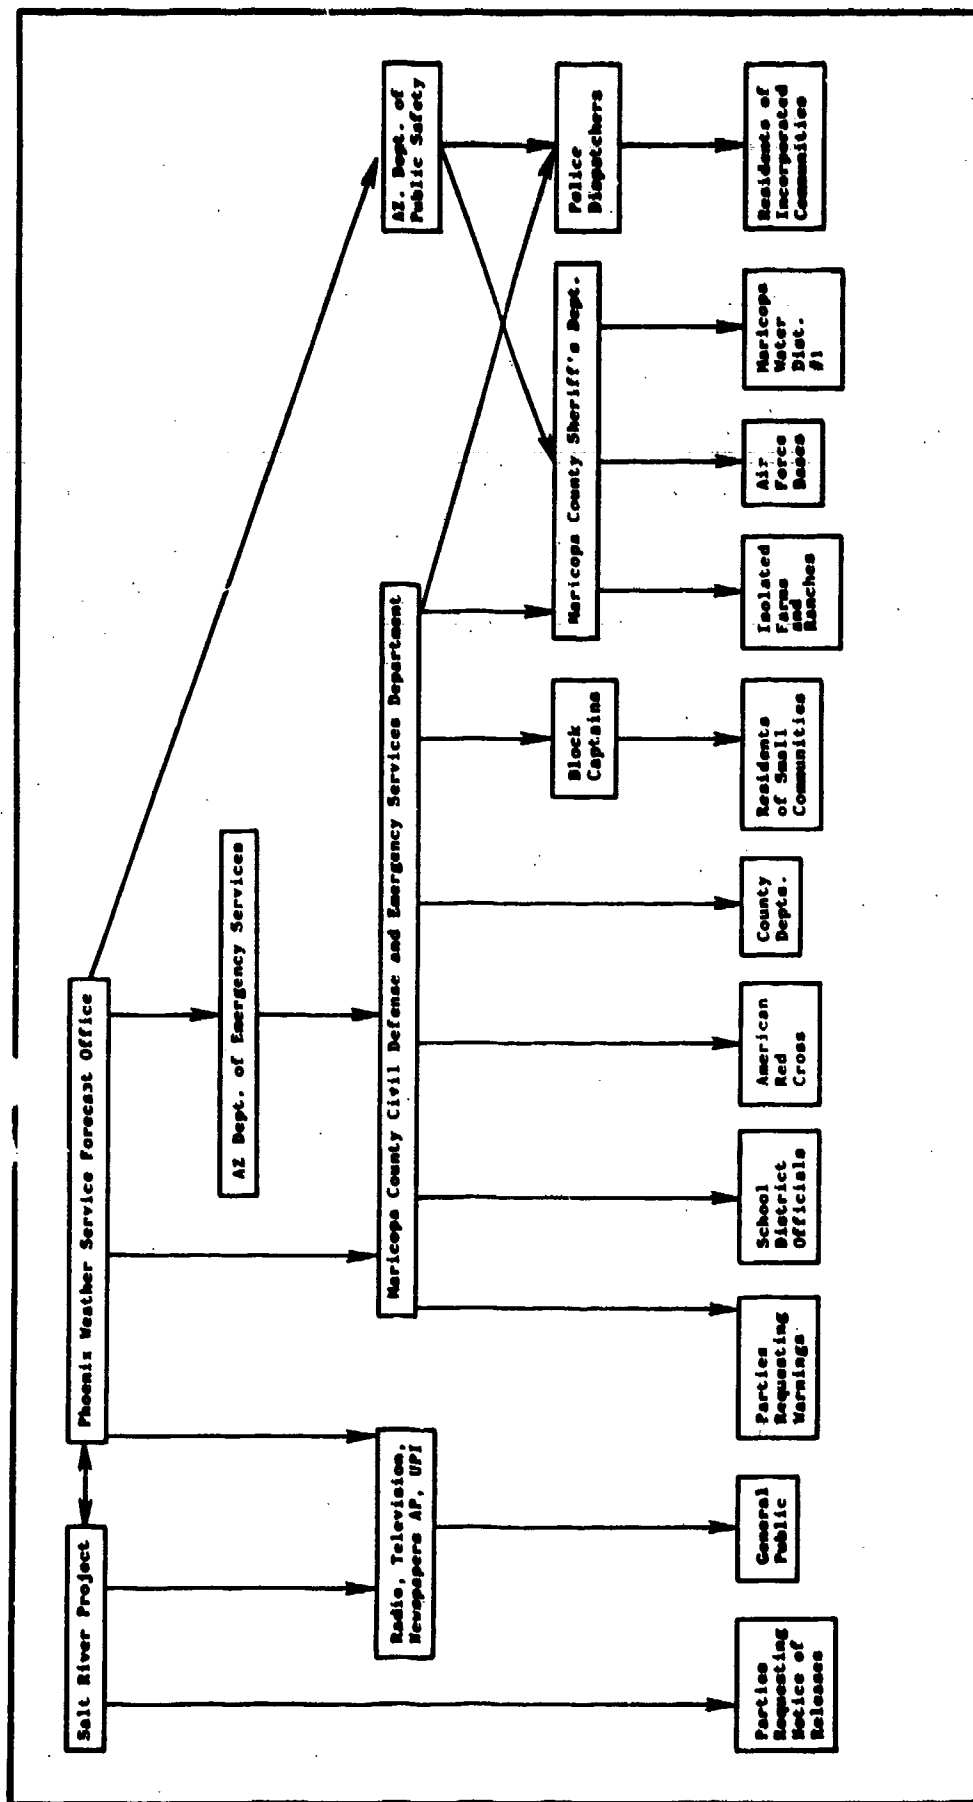 Salt River Project
Phoenix Weather Service Forecast Office
AZ Dept. of Emergency Services
Radio, Television,
Newspapers AP, UPI
Maricopa County Civil Defense and Emergency Services Department
AZ. Dept. of
Public Safety
Block
Captains
Maricopa County Sheriff's Dept.
Police
Dispatchers
Parties
Requesting
Notice of
Releases
General
Public
Parties
Requesting
Warnings
School
District
Officials
American
Red
Cross
County
Depts.
Residents
of Small
Communities
Isolated
Farms
and
Ranches
Air
Force
Bases
Maricopa
Water
Dist.
#1
Residents of
Incorporated
Communities